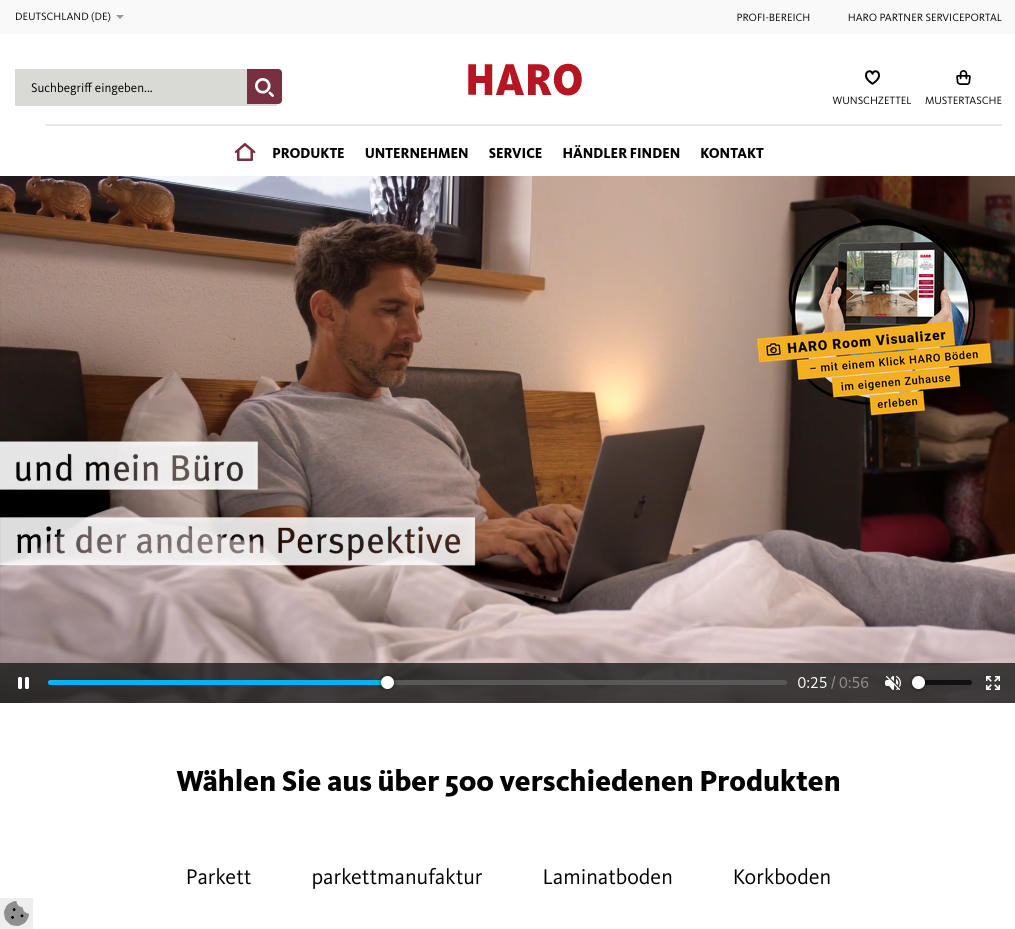 DEUTSCHLAND (DE)
PROFI-BEREICH
HARO PARTNER SERVICEPORTAL
Suchbegriff eingeben...
HARO
WUNSCHZETTEL
MUSTERTASCHE
PRODUKTE
UNTERNEHMEN
SERVICE
HÄNDLER FINDEN
KONTAKT
HARO
HARO Room Visualizer
– mit einem Klick HARO Böden
im eigenen Zuhause
erleben
und mein Büro
mit der anderen Perspektive
0:25 / 0:56
Wählen Sie aus über 500 verschiedenen Produkten
Parkett
parkettmanufaktur
Laminatboden
Korkboden